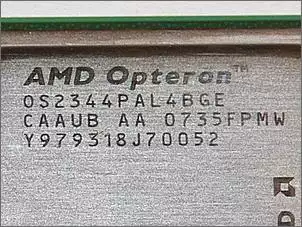 AMD Opteron™
OS2344PAL4BGE
CAAUB AA 0735FPMW
Y979318J70052